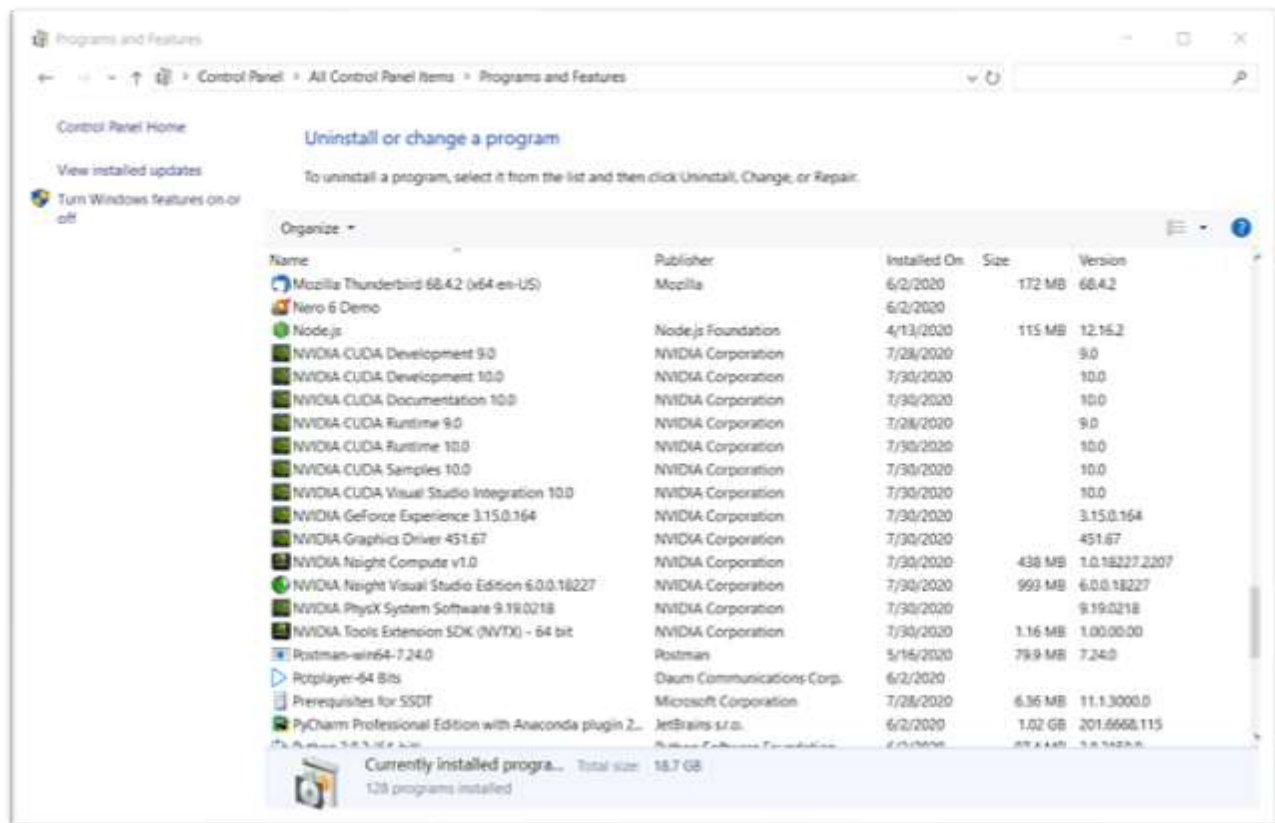 Programs and Features
Control Panel > All Control Panel Items > Programs and Features
Control Panel Home
View installed updates
Turn Windows features on or
off
Uninstall or change a program
To uninstall a program, select it from the list and then click Uninstall, Change, or Repair.
Organize
Name Publisher Installed On Size Version
Mozilla Thunderbird 68.4.2 (x64 en-US) Mozilla 6/2/2020 172 MB 68.4.2
Nero 6 Demo 6/2/2020
Node.js Node.js Foundation 4/13/2020 115 MB 12.16.2
NVIDIA CUDA Development 9.0 NVIDIA Corporation 7/28/2020 9.0
NVIDIA CUDA Development 10.0 NVIDIA Corporation 7/30/2020 10.0
NVIDIA CUDA Documentation 10.0 NVIDIA Corporation 7/30/2020 10.0
NVIDIA CUDA Runtime 9.0 NVIDIA Corporation 7/28/2020 9.0
NVIDIA CUDA Runtime 10.0 NVIDIA Corporation 7/30/2020 10.0
NVIDIA CUDA Samples 10.0 NVIDIA Corporation 7/30/2020 10.0
NVIDIA CUDA Visual Studio Integration 10.0 NVIDIA Corporation 7/30/2020 10.0
NVIDIA GeForce Experience 3.15.0.164 NVIDIA Corporation 7/30/2020 3.15.0.164
NVIDIA Graphics Driver 451.67 NVIDIA Corporation 7/30/2020 451.67
NVIDIA Nsight Compute v1.0 NVIDIA Corporation 7/30/2020 438 MB 1.0.18227.2207
NVIDIA Nsight Visual Studio Edition 6.0.0.18227 NVIDIA Corporation 7/30/2020 993 MB 6.0.0.18227
NVIDIA PhysX System Software 9.19.0218 NVIDIA Corporation 7/30/2020 9.19.0218
NVIDIA Tools Extension SDK (NVTX) - 64 bit NVIDIA Corporation 7/30/2020 1.16 MB 1.00.00.00
Postman-win64-7.24.0 Postman 5/16/2020 79.9 MB 7.24.0
Potplayer-64 Bits Daum Communications Corp. 6/2/2020
Prerequisites for SSDT Microsoft Corporation 7/28/2020 6.36 MB 11.1.3000.0
PyCharm Professional Edition with Anaconda plugin 2... JetBrains s.r.o. 6/2/2020 1.02 GB 201.6668.115
Currently installed progra... Total size: 18.7 GB
128 programs installed